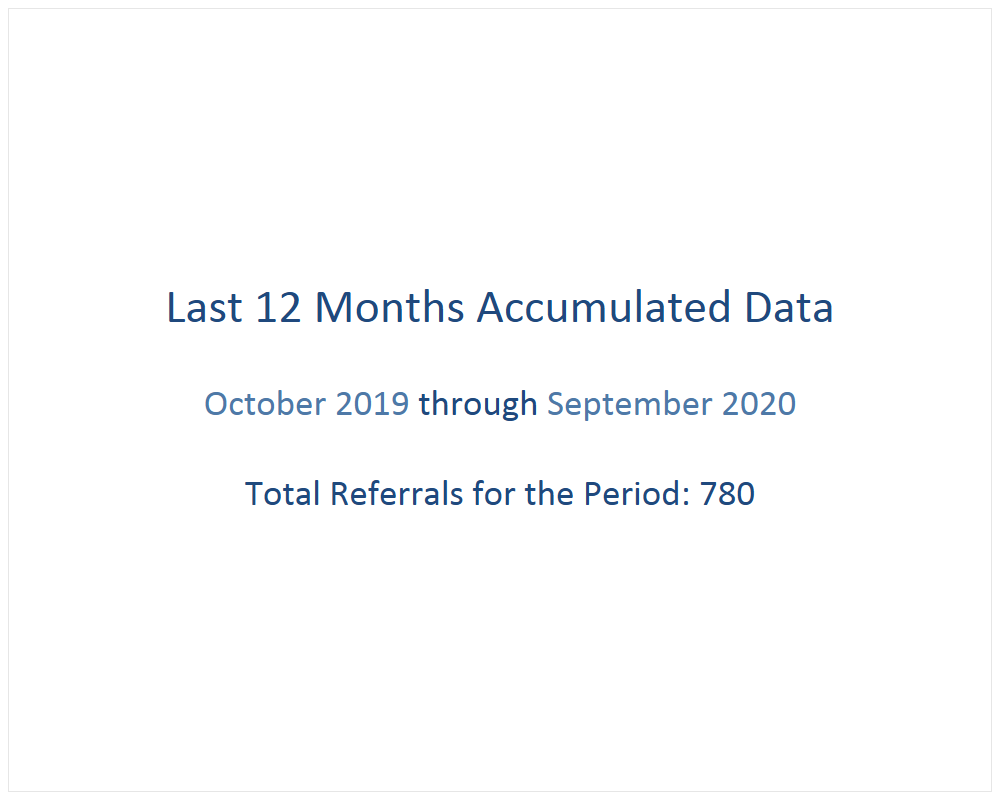 Last 12 Months Accumulated Data
October 2019 through September 2020
Total Referrals for the Period: 780